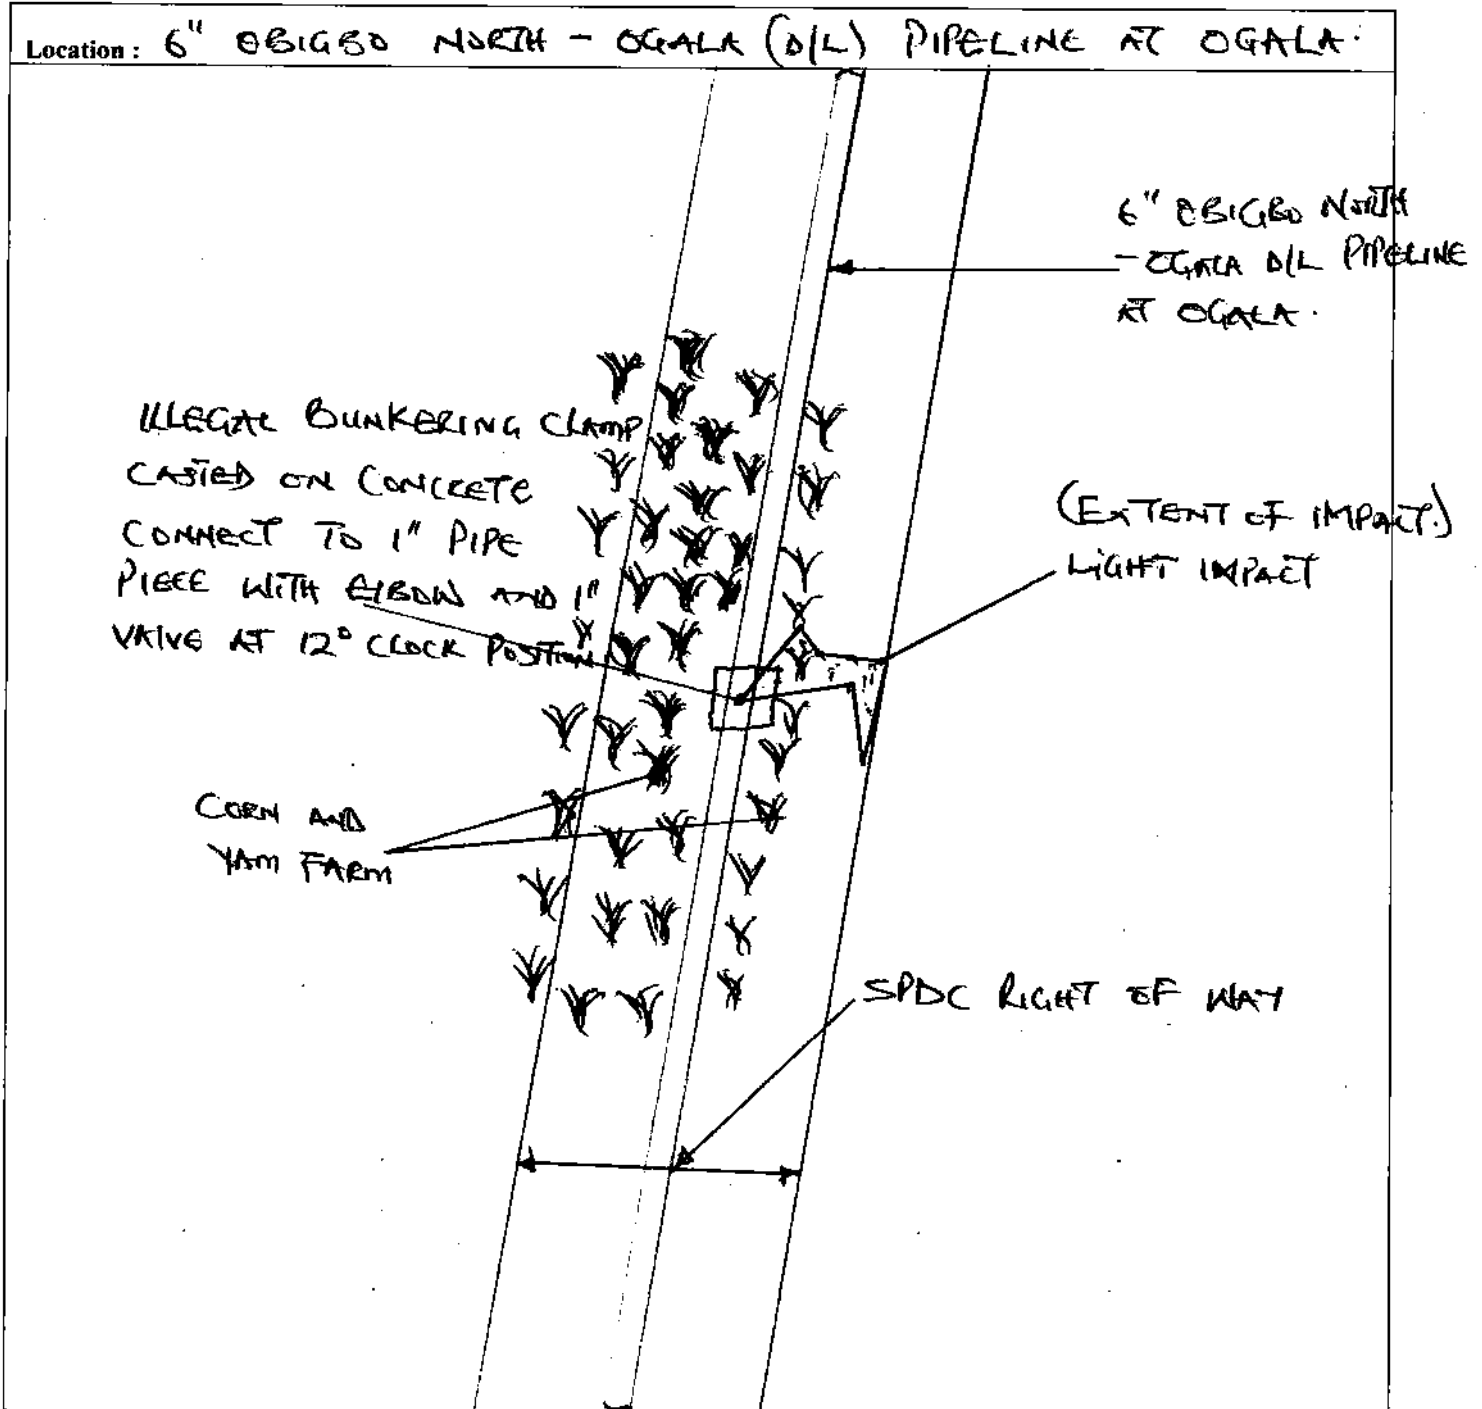 Location : 6" OBIGBO NORTH - OGALA (D/L) PIPELINE AT OGALA.
6" OBIGBO NORTH
- OGALA D/L PIPELINE
AT OGALA.
ILLEGAL BUNKERING CLAMP
CASTED ON CONCRETE
CONNECT TO 1" PIPE
PIECE WITH ELBOW AND 1"
VALVE AT 12° CLOCK POSITION
(EXTENT OF IMPACT.)
LIGHT IMPACT
CORN AND
YAM FARM
SPDC RIGHT OF WAY